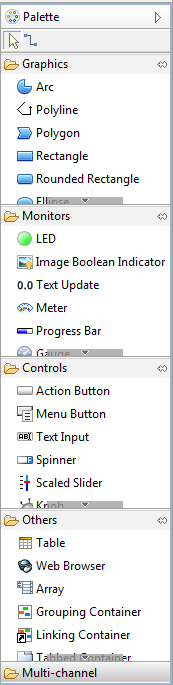 Palette
Graphics
Arc
Polyline
Polygon
Rectangle
Rounded Rectangle
Ellipse
Monitors
LED
Image Boolean Indicator
0.0 Text Update
Meter
Progress Bar
Gauge
Controls
Action Button
Menu Button
ABC Text Input
Spinner
Scaled Slider
Knob
Others
Table
Web Browser
Array
Grouping Container
Linking Container
Tabbed Container
Multi-channel